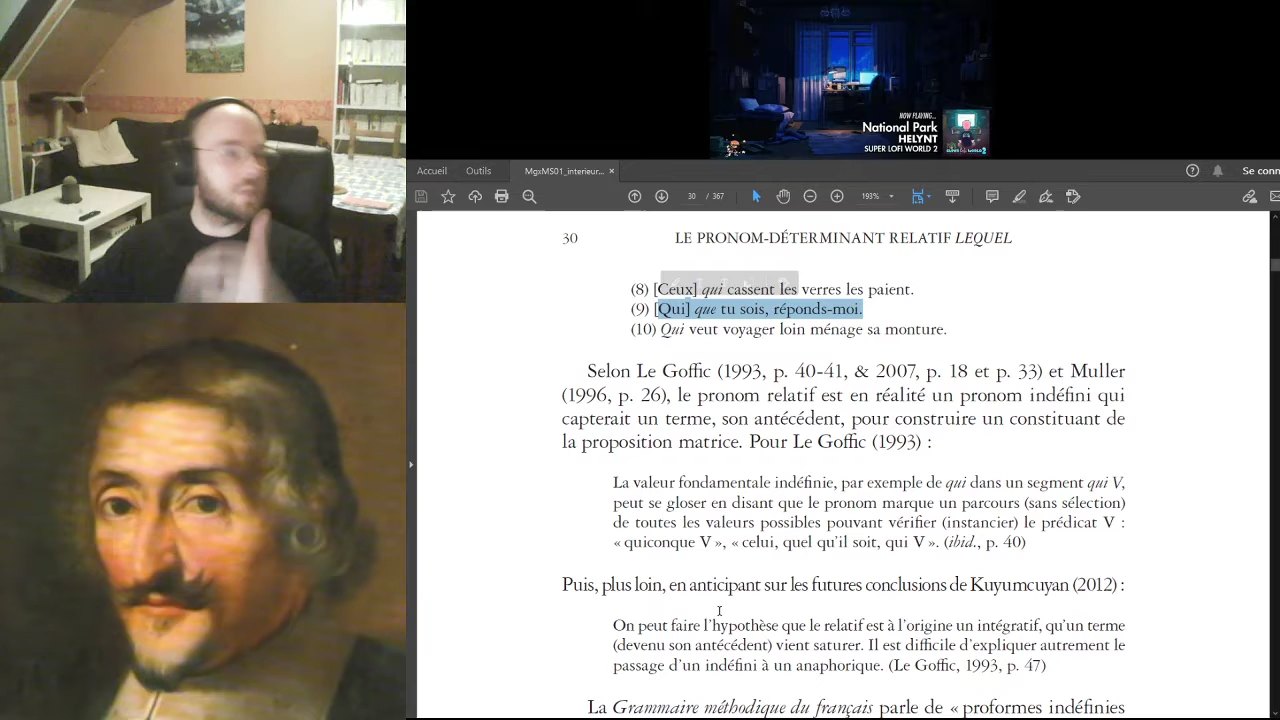 NOW PLAYING...
National Park
HELYNT
SUPER LOFI WORLD 2
Accueil
Outils
MgxMS01_interieur...
×
Se conn
30 / 367
193%
30
LE PRONOM-DÉTERMINANT RELATIF LEQUEL
(8) [Ceux] qui cassent les verres les paient.
(9) [Qui] que tu sois, réponds-moi.
(10) Qui veut voyager loin ménage sa monture.
Selon Le Goffic (1993, p. 40-41, & 2007, p. 18 et p. 33) et Muller
(1996, p. 26), le pronom relatif est en réalité un pronom indéfini qui
capterait un terme, son antécédent, pour construire un constituant de
la proposition matrice. Pour Le Goffic (1993) :
La valeur fondamentale indéfinie, par exemple de qui dans un segment qui V,
peut se gloser en disant que le pronom marque un parcours (sans sélection)
de toutes les valeurs possibles pouvant vérifier (instancier) le prédicat V :
« quiconque V », « celui, quel qu'il soit, qui V ». (ibid., p. 40)
Puis, plus loin, en anticipant sur les futures conclusions de Kuyumcuyan (2012) :
On peut faire l'hypothèse que le relatif est à l'origine un intégratif, qu'un terme
(devenu son antécédent) vient saturer. Il est difficile d'expliquer autrement le
passage d'un indéfini à un anaphorique. (Le Goffic, 1993, p. 47)
La Grammaire méthodique du français parle de « proformes indéfinies